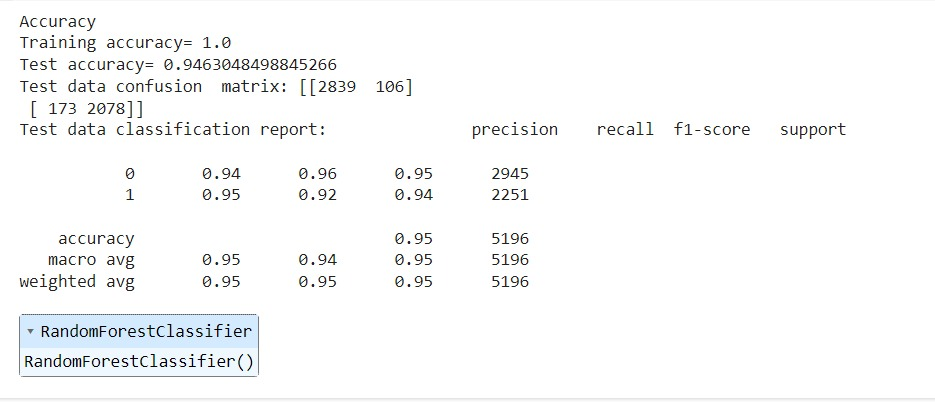 Accuracy
Training accuracy= 1.0
Test accuracy= 0.9463048498845266
Test data confusion  matrix: [[2839  106]
 [ 173 2078]]
Test data classification report:               precision    recall  f1-score   support

           0       0.94      0.96      0.95      2945
           1       0.95      0.92      0.94      2251

    accuracy                           0.95      5196
   macro avg       0.95      0.94      0.95      5196
weighted avg       0.95      0.95      0.95      5196

▾ RandomForestClassifier
RandomForestClassifier()